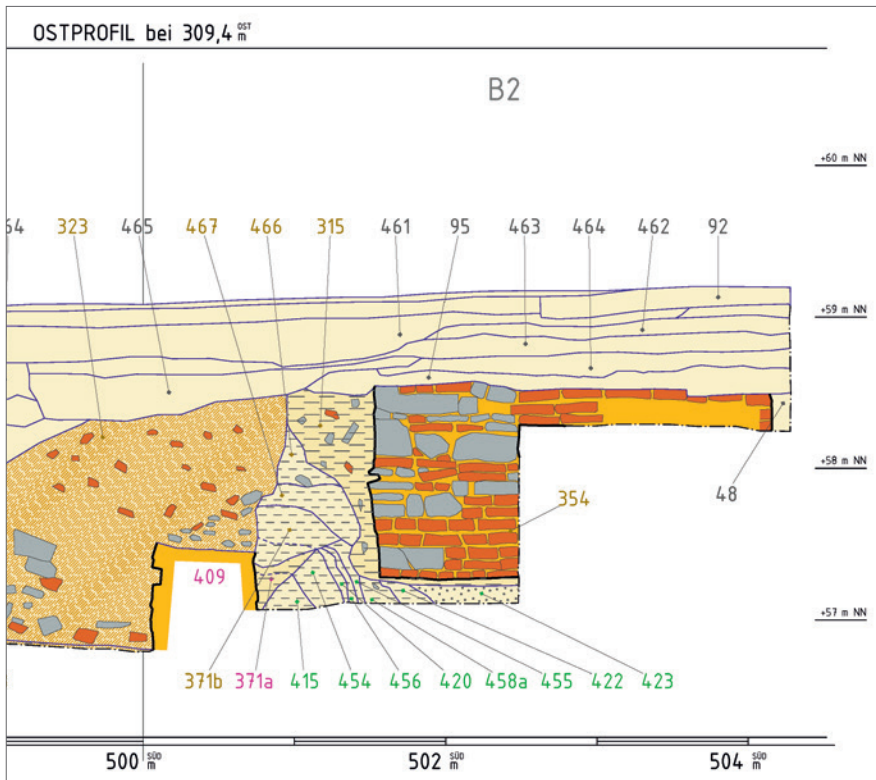 OSTPROFIL bei 309,4 OST m
B2
+60 m NN
64 323 465 467 466 315 461 95 463 464 462 92
+59 m NN
+58 m NN
48
354
409
+57 m NN
371b 371a 415 454 456 420 458a 455 422 423
500 SÜD m 502 SÜD m 504 SÜD m